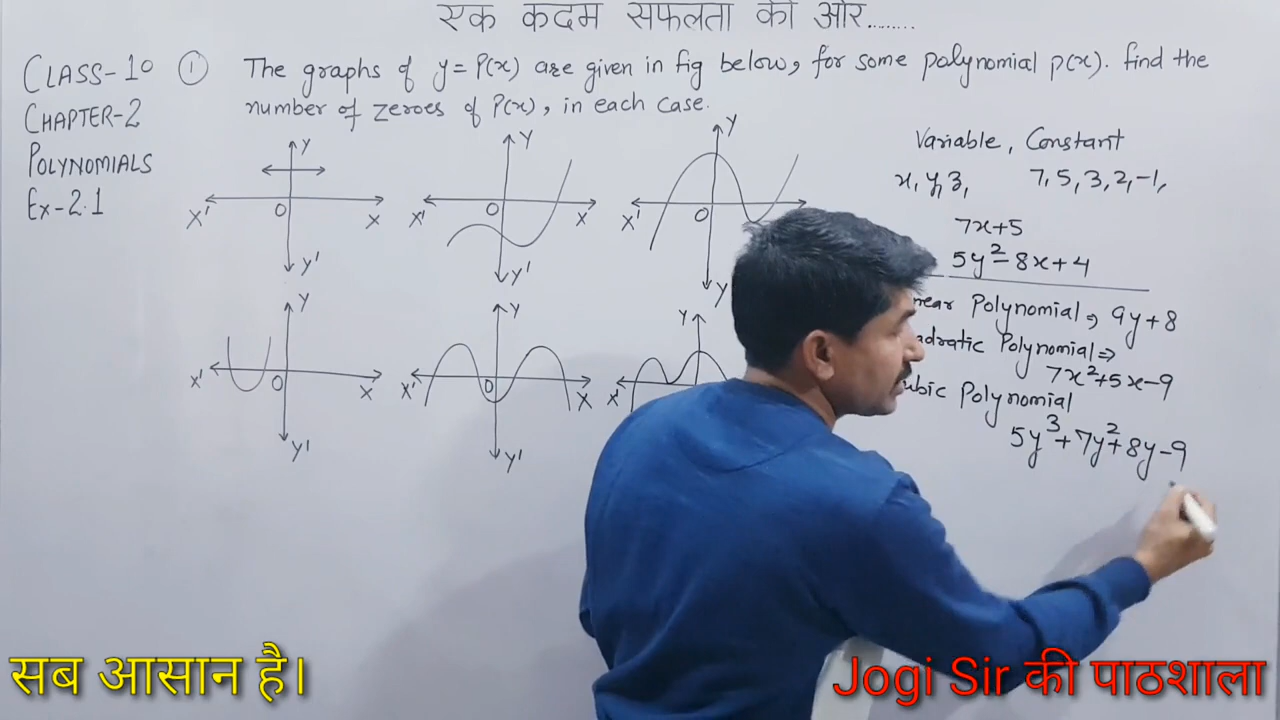 एक कदम सफलता की ओर.........
CLASS-10
CHAPTER-2
POLYNOMIALS
Ex-2.1
① The graphs of y=P(x) are given in fig below, for some polynomial p(x). find the
number of zeroes of P(x), in each case.
Y
X' O X
Y'
Y
X' O X'
Y'
Y
X' O
Y
Y
X' O X
Y'
Y
X' O X
Y'
Y
X'
Variable, Constant
x, y, z, 7, 5, 3, 2, -1,
7x+5
5y²-8x+4
Polynomial, 9y+8
Polynomial ⇒
7x²+5x-9
Polynomial
5y³+7y²+8y-9
सब आसान है।
Jogi Sir की पाठशाला